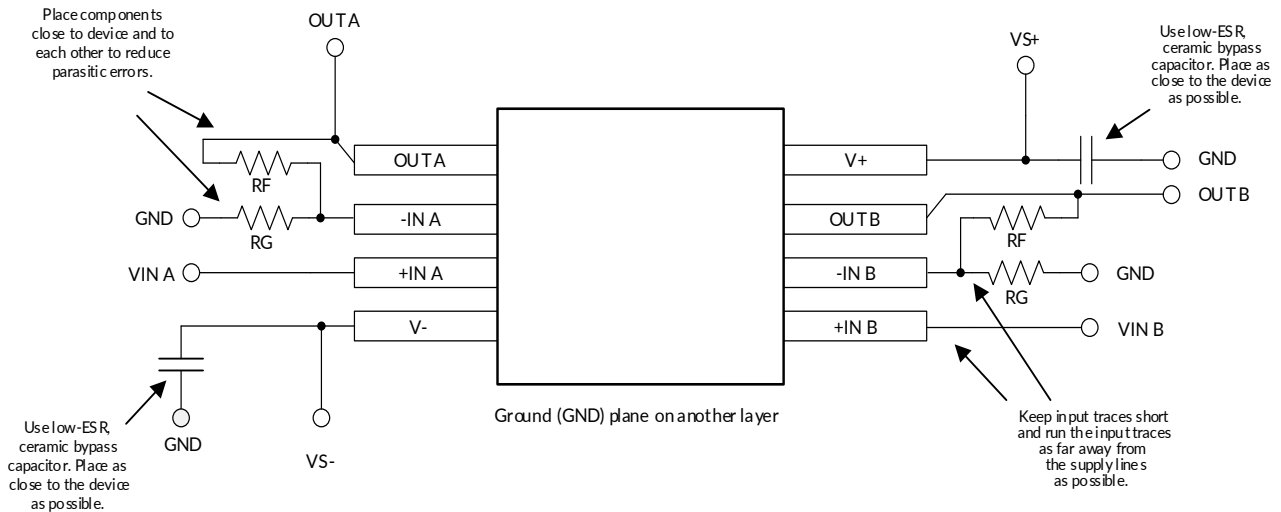 Place components
close to device and to
each other to reduce
parasitic errors.
OUT A
VS+
Use low-ESR,
ceramic bypass
capacitor. Place as
close to the device
as possible.
OUT A
V+
GND
RF
OUT B
GND
-IN A
OUT B
RG
RF
VIN A
+IN A
-IN B
GND
RG
V-
+IN B
VIN B
Ground (GND) plane on another layer
Use low-ESR,
ceramic bypass
capacitor. Place as
close to the device
as possible.
GND
VS-
Keep input traces short
and run the input traces
as far away from
the supply lines
as possible.